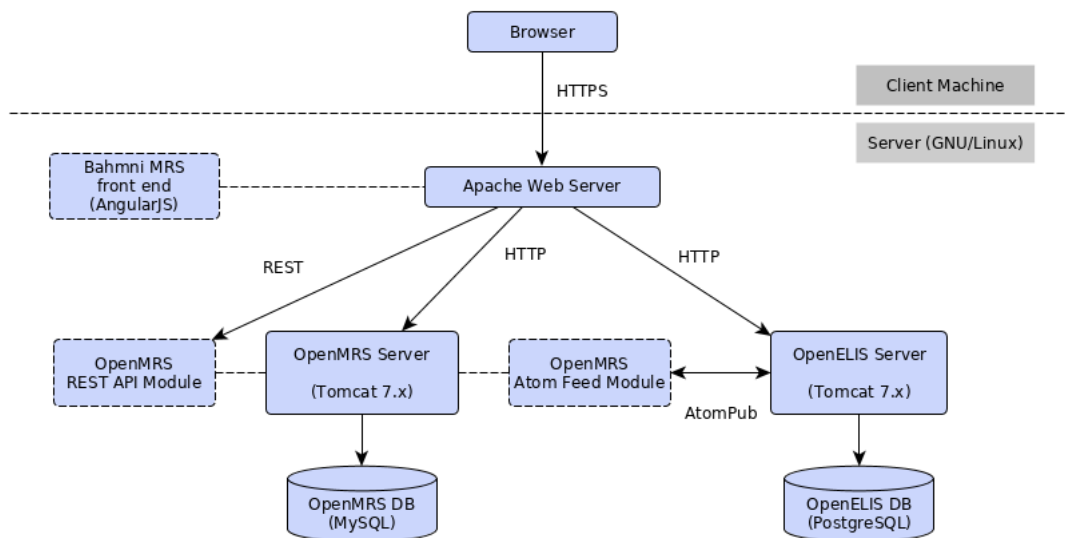 Browser
HTTPS
Client Machine
Server (GNU/Linux)
Bahmni MRS
front end
(AngularJS)
Apache Web Server
REST
HTTP
HTTP
OpenMRS
REST API Module
OpenMRS Server
(Tomcat 7.x)
OpenMRS
Atom Feed Module
AtomPub
OpenELIS Server
(Tomcat 7.x)
OpenMRS DB
(MySQL)
OpenELIS DB
(PostgreSQL)